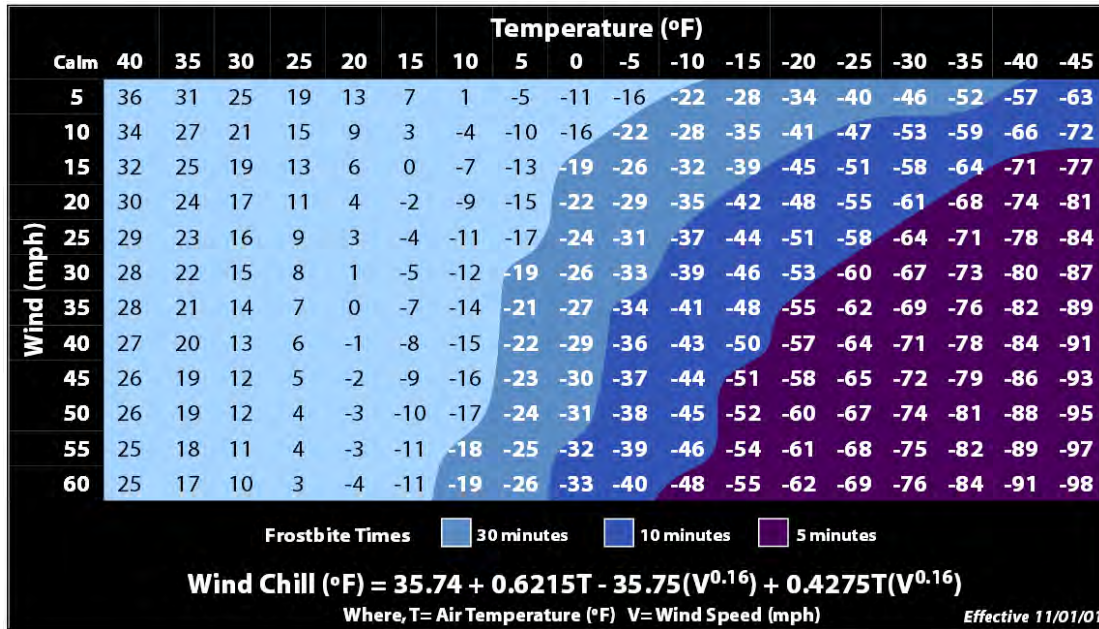 Temperature (ºF)
Calm 40 35 30 25 20 15 10 5 0 -5 -10 -15 -20 -25 -30 -35 -40 -45
Wind (mph)
5 36 31 25 19 13 7 1 -5 -11 -16 -22 -28 -34 -40 -46 -52 -57 -63
10 34 27 21 15 9 3 -4 -10 -16 -22 -28 -35 -41 -47 -53 -59 -66 -72
15 32 25 19 13 6 0 -7 -13 -19 -26 -32 -39 -45 -51 -58 -64 -71 -77
20 30 24 17 11 4 -2 -9 -15 -22 -29 -35 -42 -48 -55 -61 -68 -74 -81
25 29 23 16 9 3 -4 -11 -17 -24 -31 -37 -44 -51 -58 -64 -71 -78 -84
30 28 22 15 8 1 -5 -12 -19 -26 -33 -39 -46 -53 -60 -67 -73 -80 -87
35 28 21 14 7 0 -7 -14 -21 -27 -34 -41 -48 -55 -62 -69 -76 -82 -89
40 27 20 13 6 -1 -8 -15 -22 -29 -36 -43 -50 -57 -64 -71 -78 -84 -91
45 26 19 12 5 -2 -9 -16 -23 -30 -37 -44 -51 -58 -65 -72 -79 -86 -93
50 26 19 12 4 -3 -10 -17 -24 -31 -38 -45 -52 -60 -67 -74 -81 -88 -95
55 25 18 11 4 -3 -11 -18 -25 -32 -39 -46 -54 -61 -68 -75 -82 -89 -97
60 25 17 10 3 -4 -11 -19 -26 -33 -40 -48 -55 -62 -69 -76 -84 -91 -98
Frostbite Times 30 minutes 10 minutes 5 minutes
Wind Chill (ºF) = 35.74 + 0.6215T - 35.75(V^0.16) + 0.4275T(V^0.16)
Where, T= Air Temperature (ºF) V= Wind Speed (mph) Effective 11/01/01